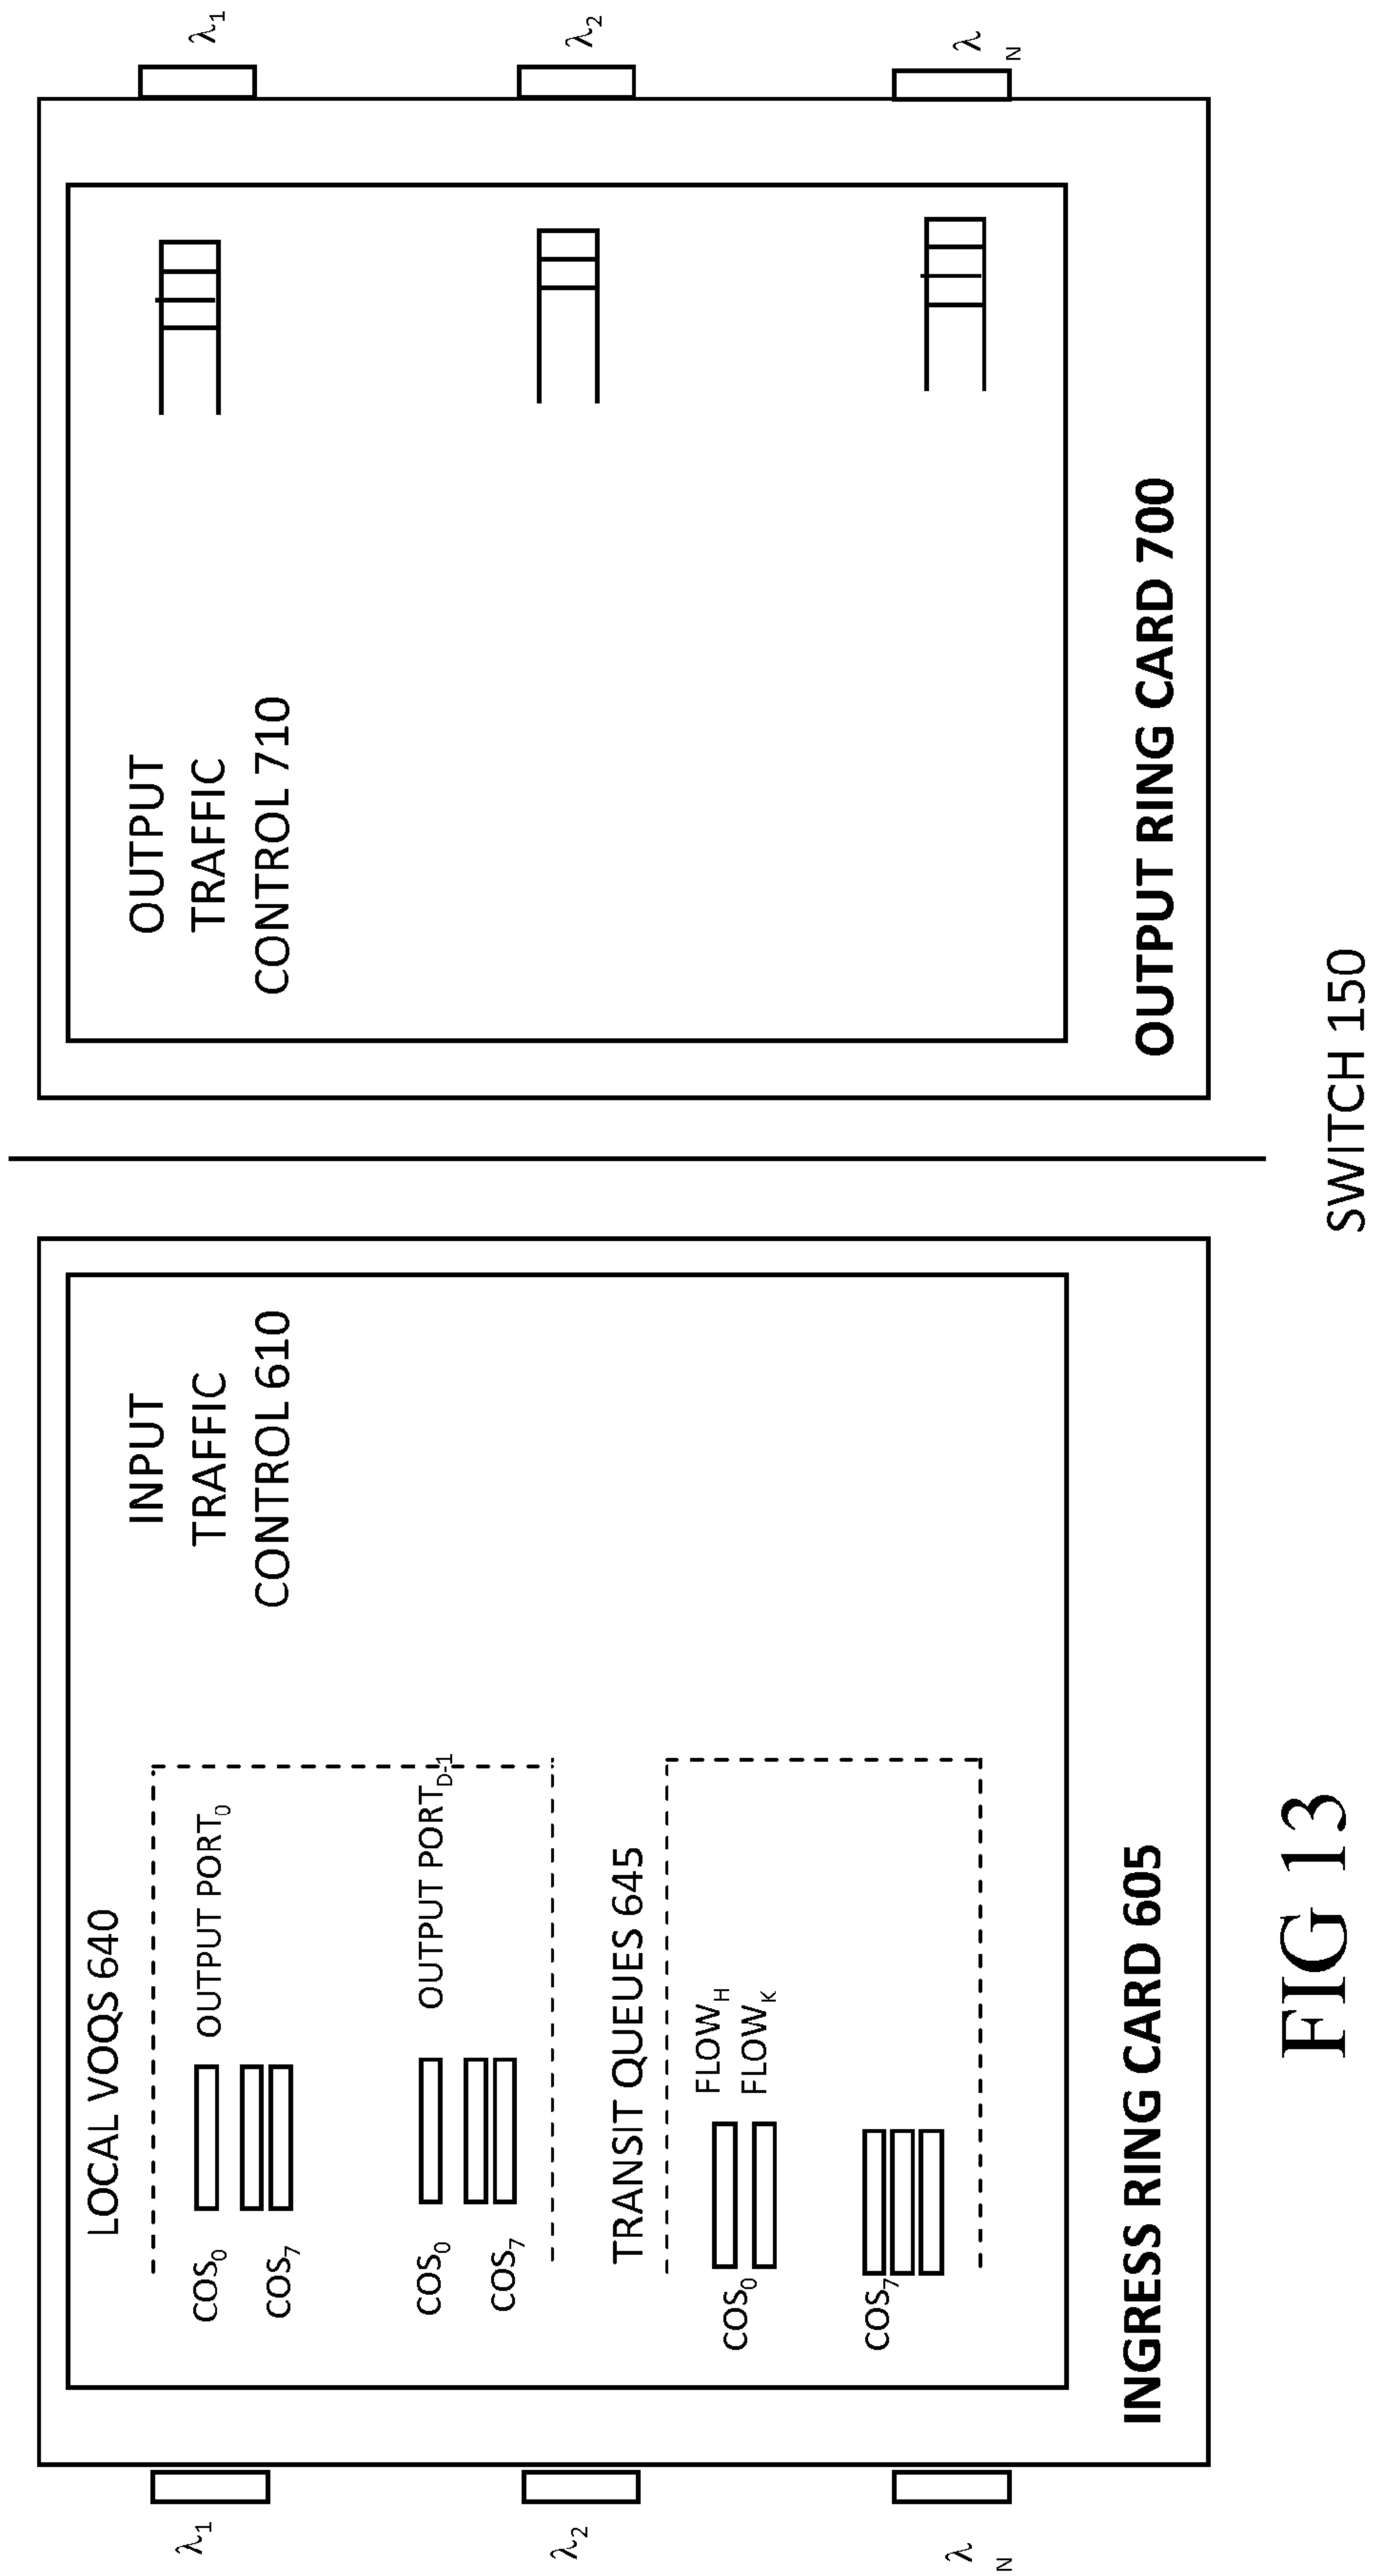 λ1
λ2
λ
N
LOCAL VOQS 640
COS0
OUTPUT PORT0
COS7
COS0
OUTPUT PORTD-1
COS7
TRANSIT QUEUES 645
COS0
FLOWH
FLOWK
COS7
INPUT
TRAFFIC
CONTROL 610
INGRESS RING CARD 605
OUTPUT
TRAFFIC
CONTROL 710
OUTPUT RING CARD 700
λ1
λ2
λ
N
SWITCH 150
FIG 13